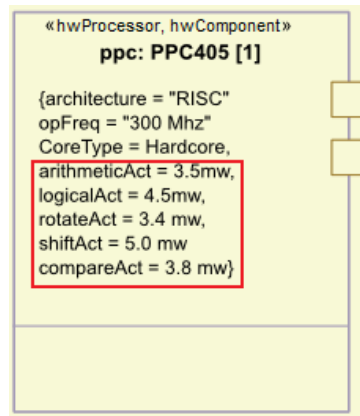 «hwProcessor, hwComponent»
ppc: PPC405 [1]
{architecture = "RISC"
opFreq = "300 Mhz"
CoreType = Hardcore,
arithmeticAct = 3.5mw,
logicalAct = 4.5mw,
rotateAct = 3.4 mw,
shiftAct = 5.0 mw
compareAct = 3.8 mw}